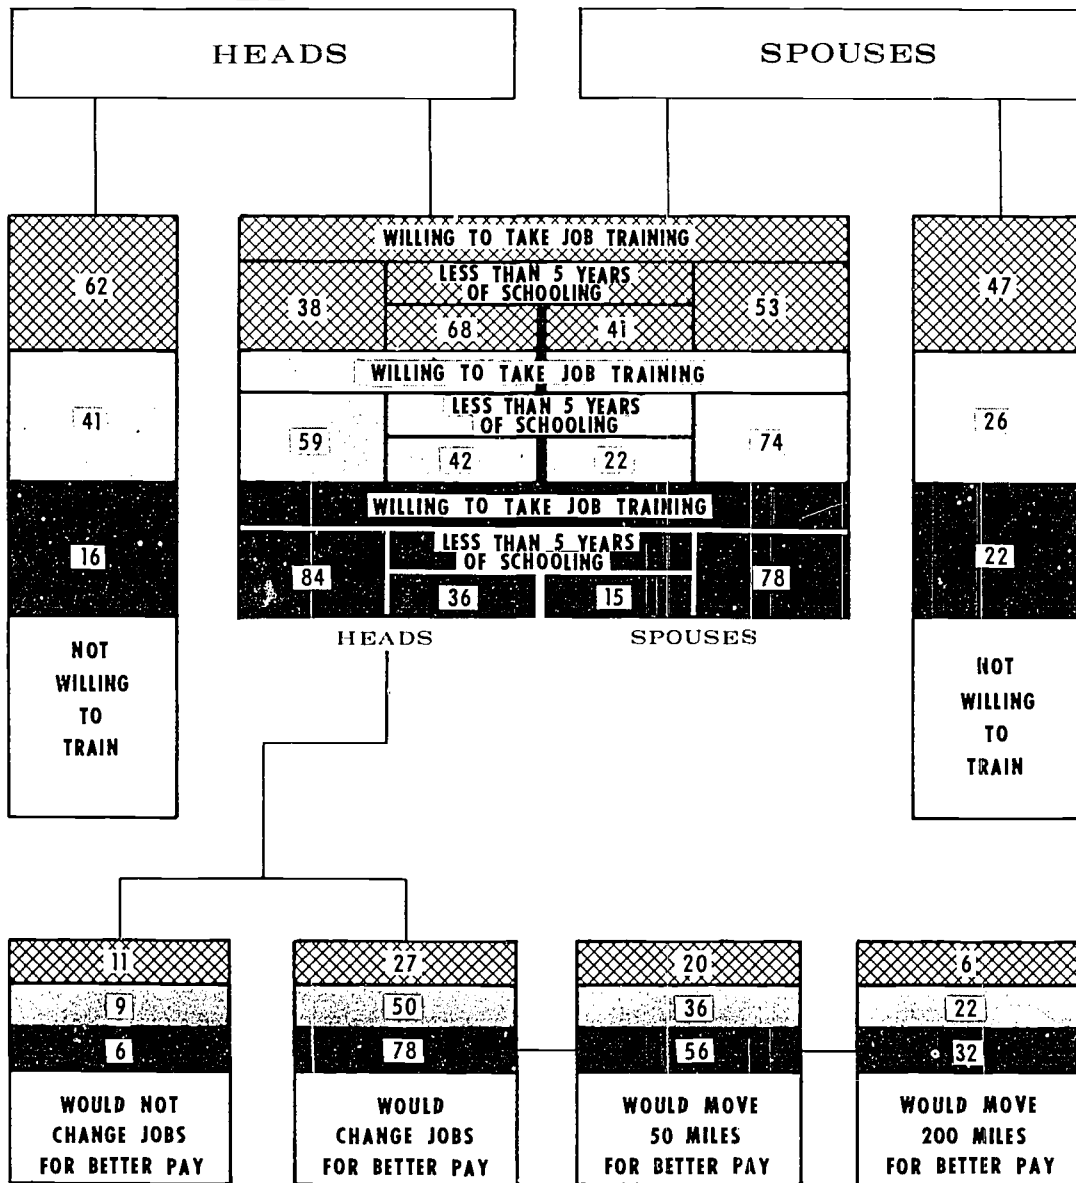 HEADS
SPOUSES
WILLING TO TAKE JOB TRAINING
LESS THAN 5 YEARS
OF SCHOOLING
62
38
68
41
53
47
WILLING TO TAKE JOB TRAINING
LESS THAN 5 YEARS
OF SCHOOLING
41
59
42
22
74
26
WILLING TO TAKE JOB TRAINING
LESS THAN 5 YEARS
OF SCHOOLING
16
84
36
15
78
22
HEADS
SPOUSES
NOT
WILLING
TO
TRAIN
NOT
WILLING
TO
TRAIN
11
9
6
WOULD NOT
CHANGE JOBS
FOR BETTER PAY
27
50
78
WOULD
CHANGE JOBS
FOR BETTER PAY
20
36
56
WOULD MOVE
50 MILES
FOR BETTER PAY
6
22
32
WOULD MOVE
200 MILES
FOR BETTER PAY